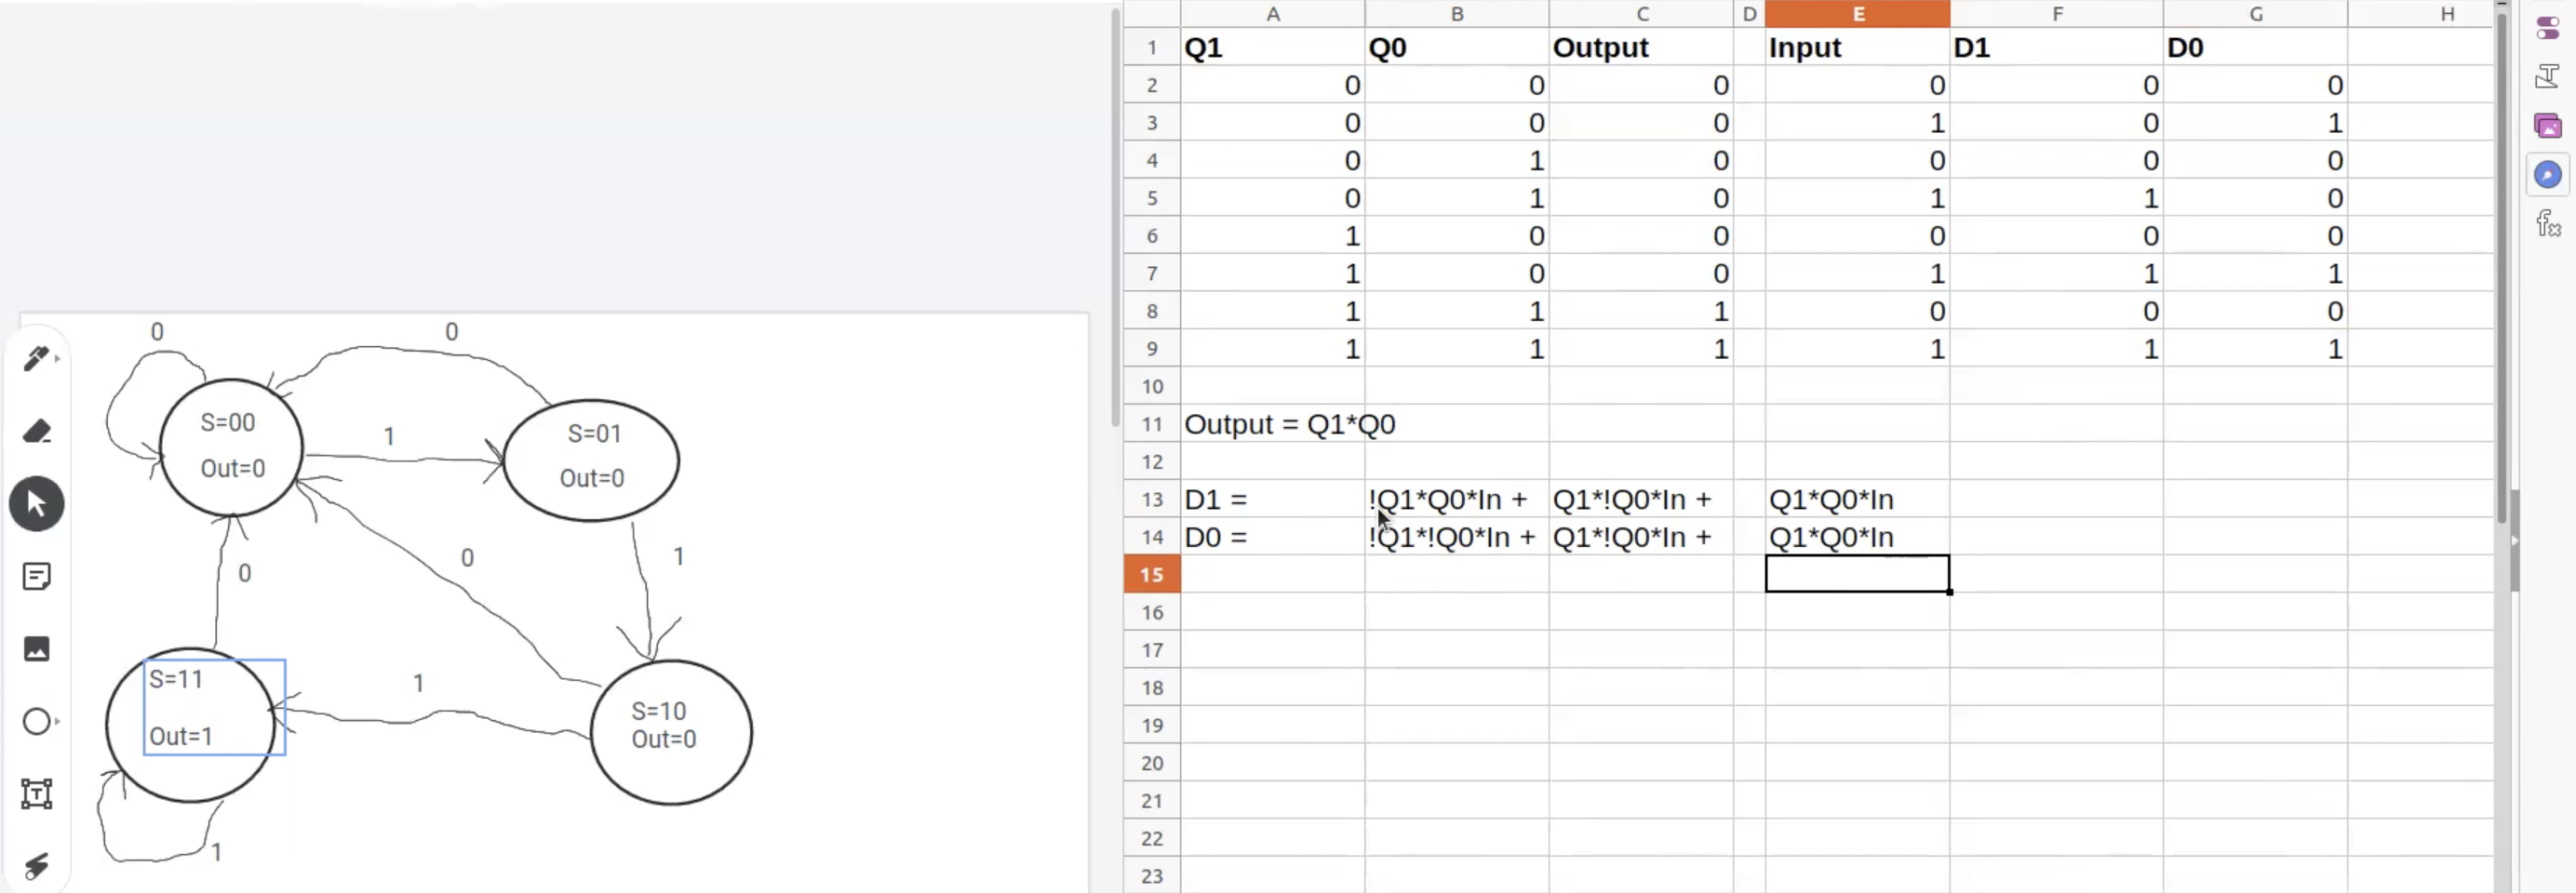 0
0
S=00
Out=0
1
S=01
Out=0
0
0
1
S=11
Out=1
1
S=10
Out=0
1
A B C D E F G H
1 Q1 Q0 Output Input D1 D0
2 0 0 0 0 0 0
3 0 0 0 1 0 1
4 0 1 0 0 0 0
5 0 1 0 1 1 0
6 1 0 0 0 0 0
7 1 0 0 1 1 1
8 1 1 1 0 0 0
9 1 1 1 1 1 1
10
11 Output = Q1*Q0
12
13 D1 = !Q1*Q0*In + Q1*!Q0*In + Q1*Q0*In
14 D0 = !Q1*!Q0*In + Q1*!Q0*In + Q1*Q0*In
15
16
17
18
19
20
21
22
23